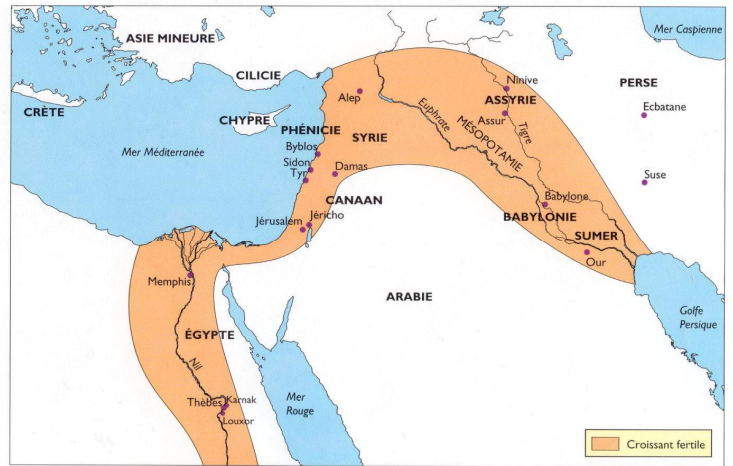 Mer Caspienne
ASIE MINEURE
CILICIE
Ninive
PERSE
Alep
ASSYRIE
Ecbatane
CRÈTE
CHYPRE
Euphrate
Assur
Tigre
MÉSOPOTAMIE
PHÉNICIE
SYRIE
Byblos
Mer Méditerranée
Sidon
Tyr
Damas
Suse
CANAAN
Babylone
Jéricho
Jérusalem
BABYLONIE
SUMER
Our
Memphis
ARABIE
Golfe
Persique
ÉGYPTE
Nil
Mer
Rouge
Thèbes
Karnak
Louxor
Croissant fertile